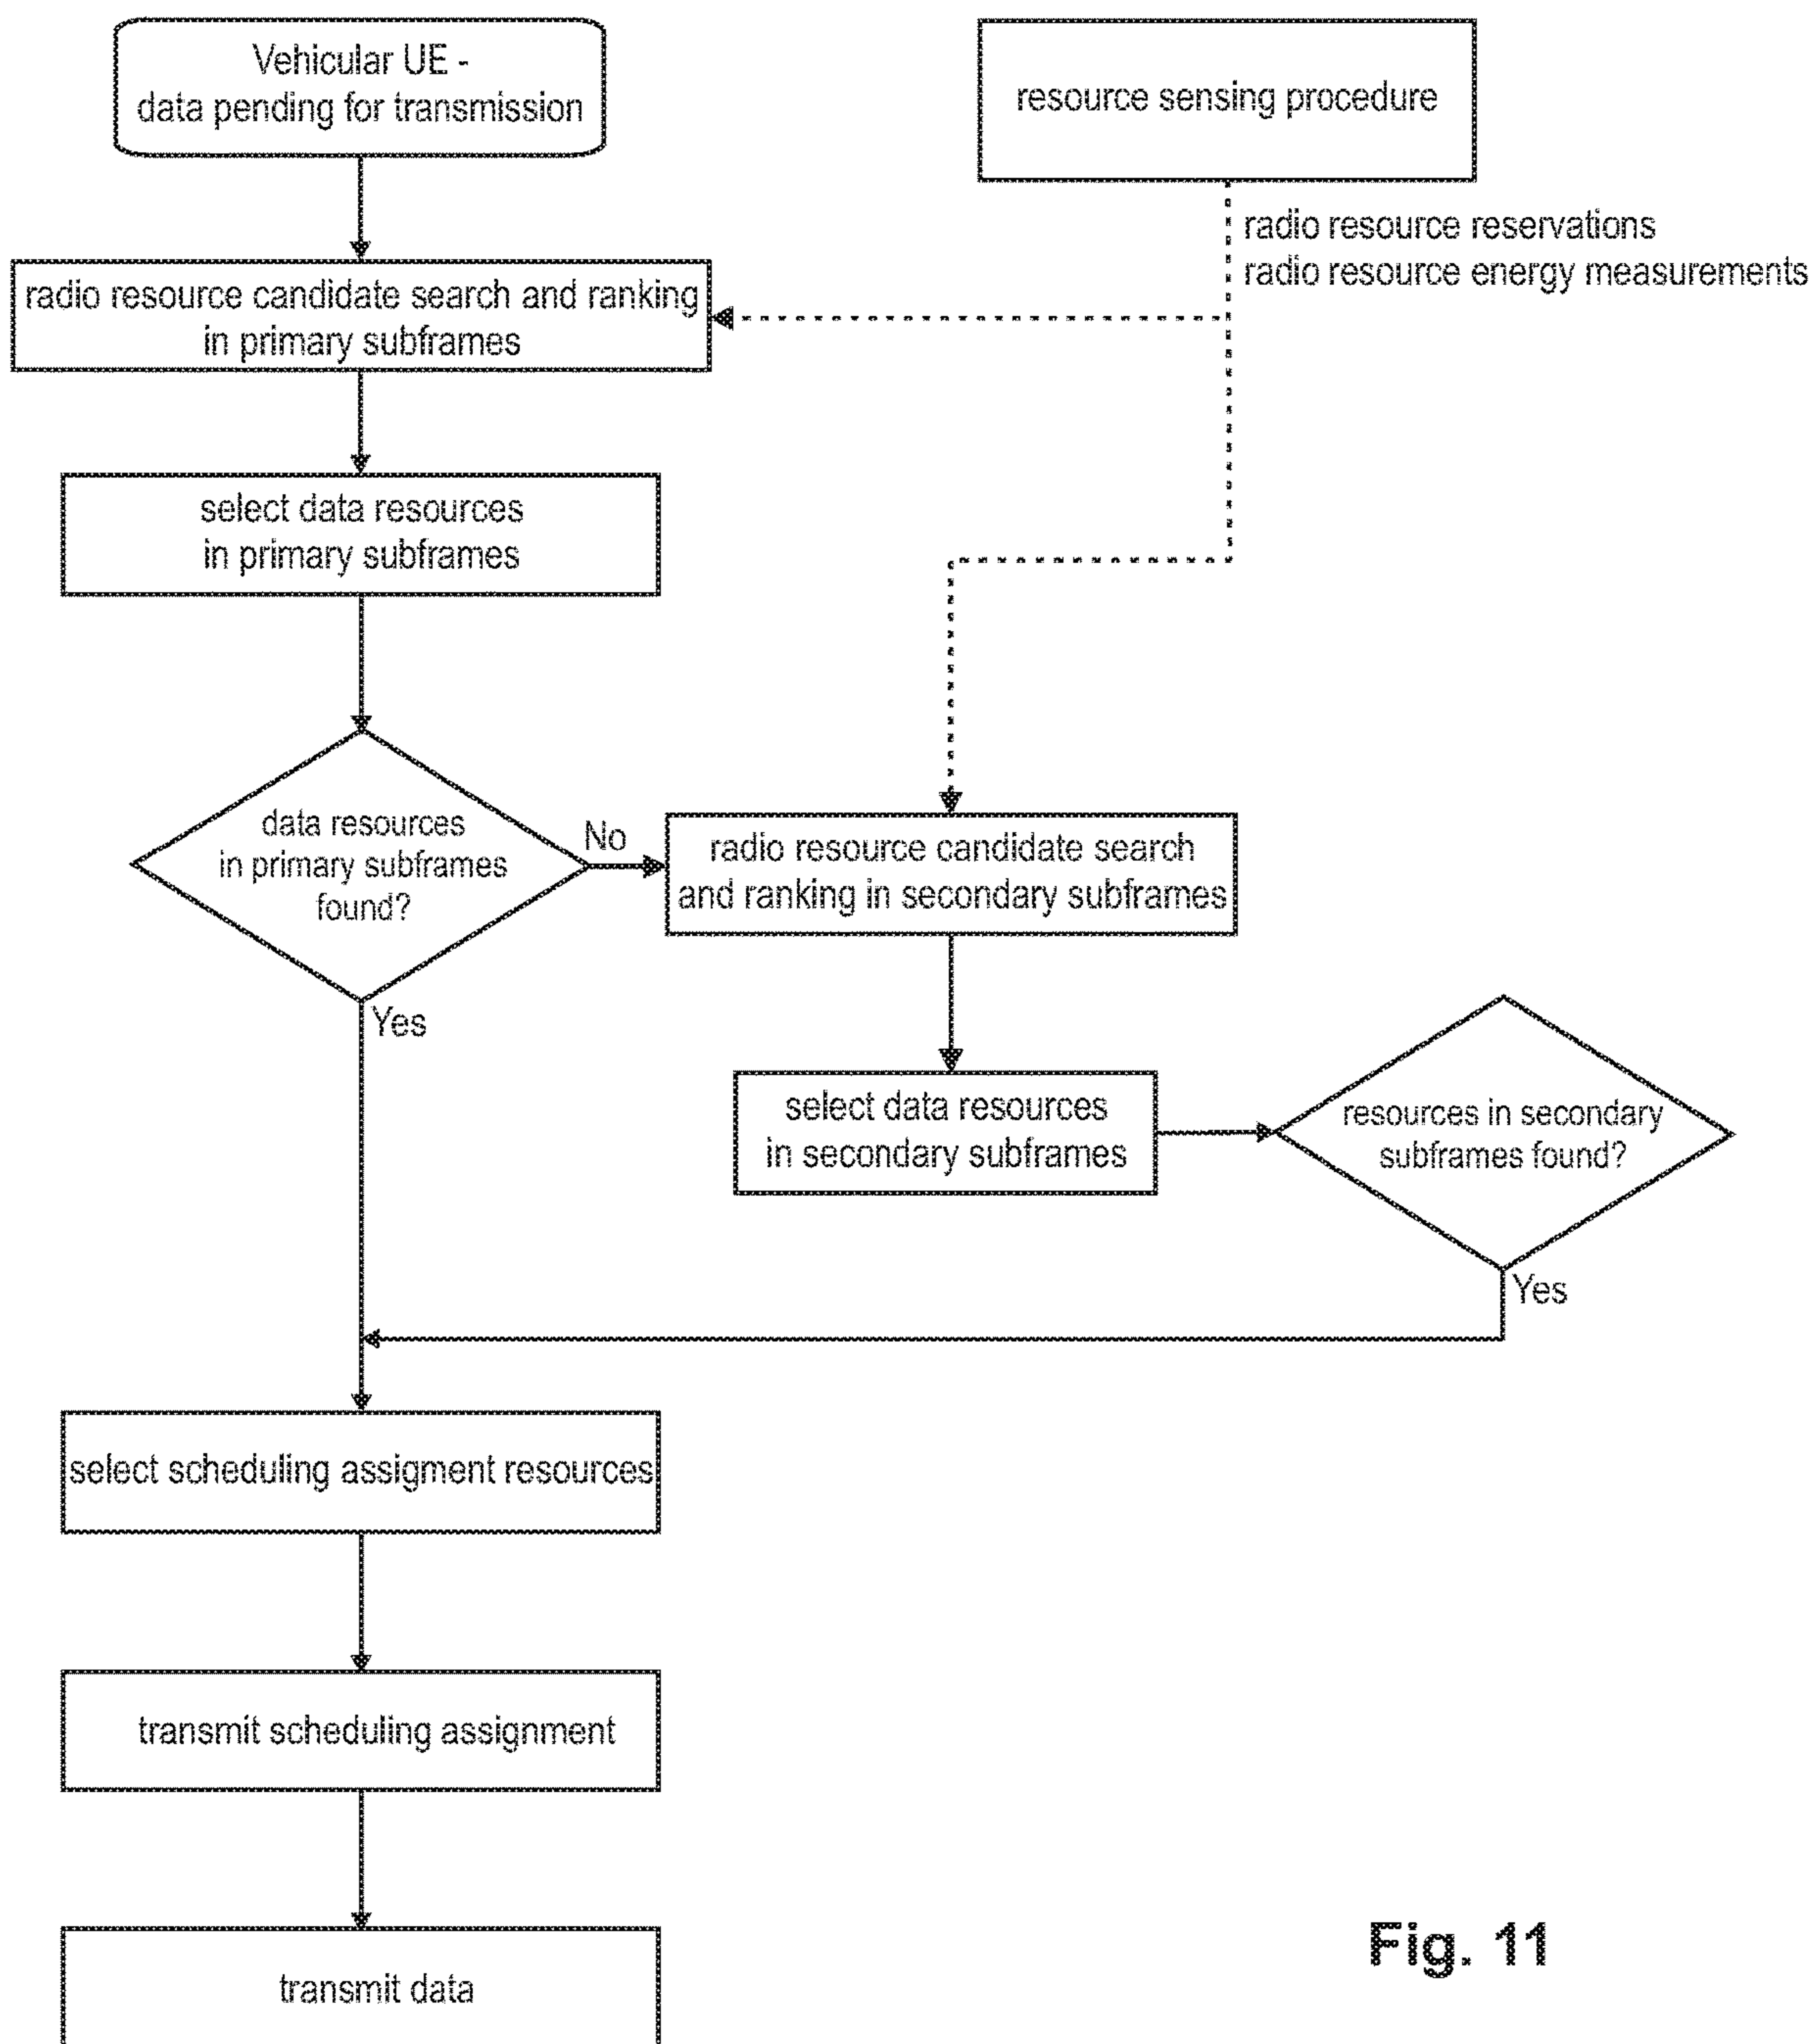 Vehicular UE -
data pending for transmission
resource sensing procedure
radio resource reservations
radio resource energy measurements
radio resource candidate search and ranking
in primary subframes
select data resources
in primary subframes
data resources
in primary subframes
found?
No
radio resource candidate search
and ranking in secondary subframes
Yes
select data resources
in secondary subframes
resources in secondary
subframes found?
Yes
select scheduling assigment resources
transmit scheduling assignment
transmit data
Fig. 11